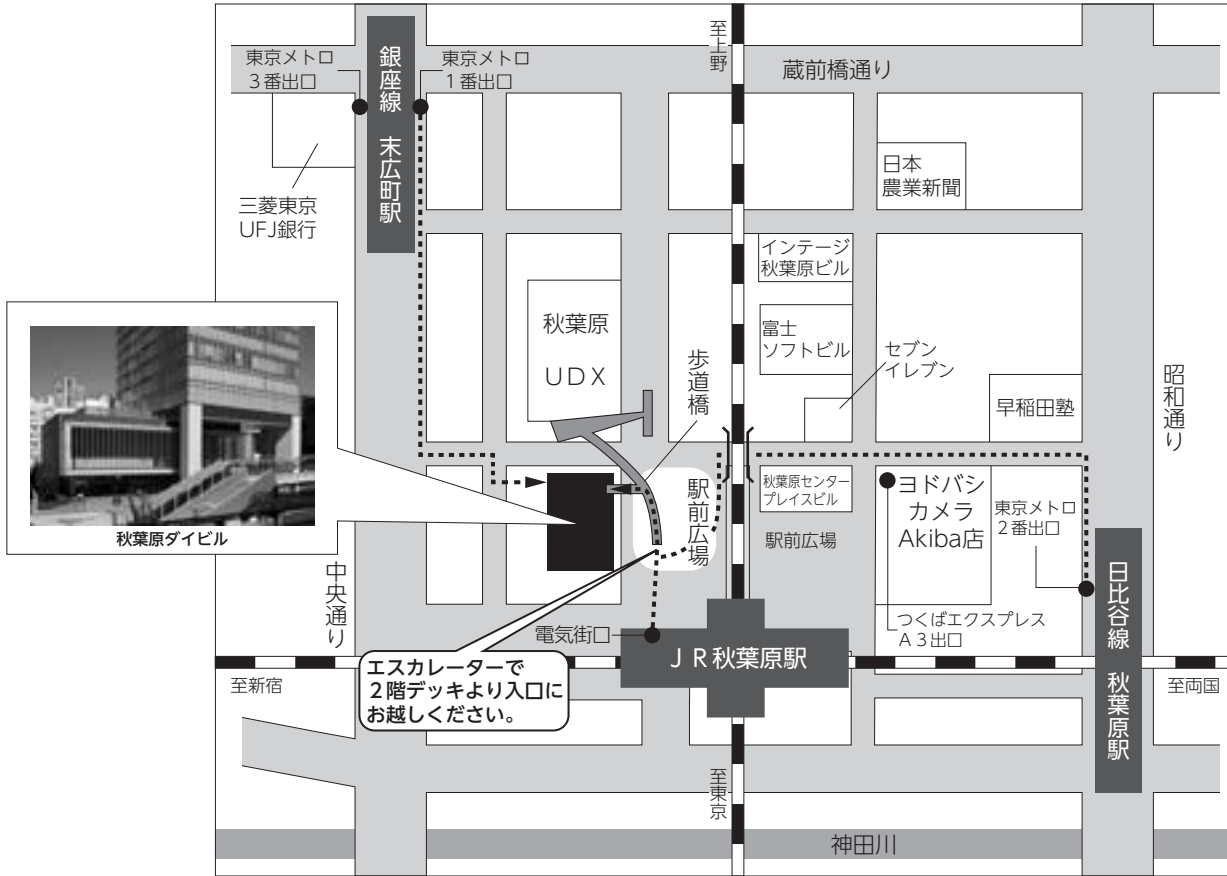 東京メトロ
3番出口
銀座線 末広町駅
東京メトロ
1番出口
至上野
蔵前橋通り
三菱東京
UFJ銀行
日本
農業新聞
インテージ
秋葉原ビル
秋葉原
UDX
富士
ソフトビル
セブン
イレブン
歩道橋
早稲田塾
昭和通り
秋葉原ダイビル
駅前広場
秋葉原センター
プレイスビル
駅前広場
ヨドバシ
カメラ
Akiba店
東京メトロ
2番出口
中央通り
電気街口
JR秋葉原駅
つくばエクスプレス
A3出口
日比谷線 秋葉原駅
エスカレーターで
2階デッキより入口に
お越しください。
至新宿
至両国
至東京
神田川